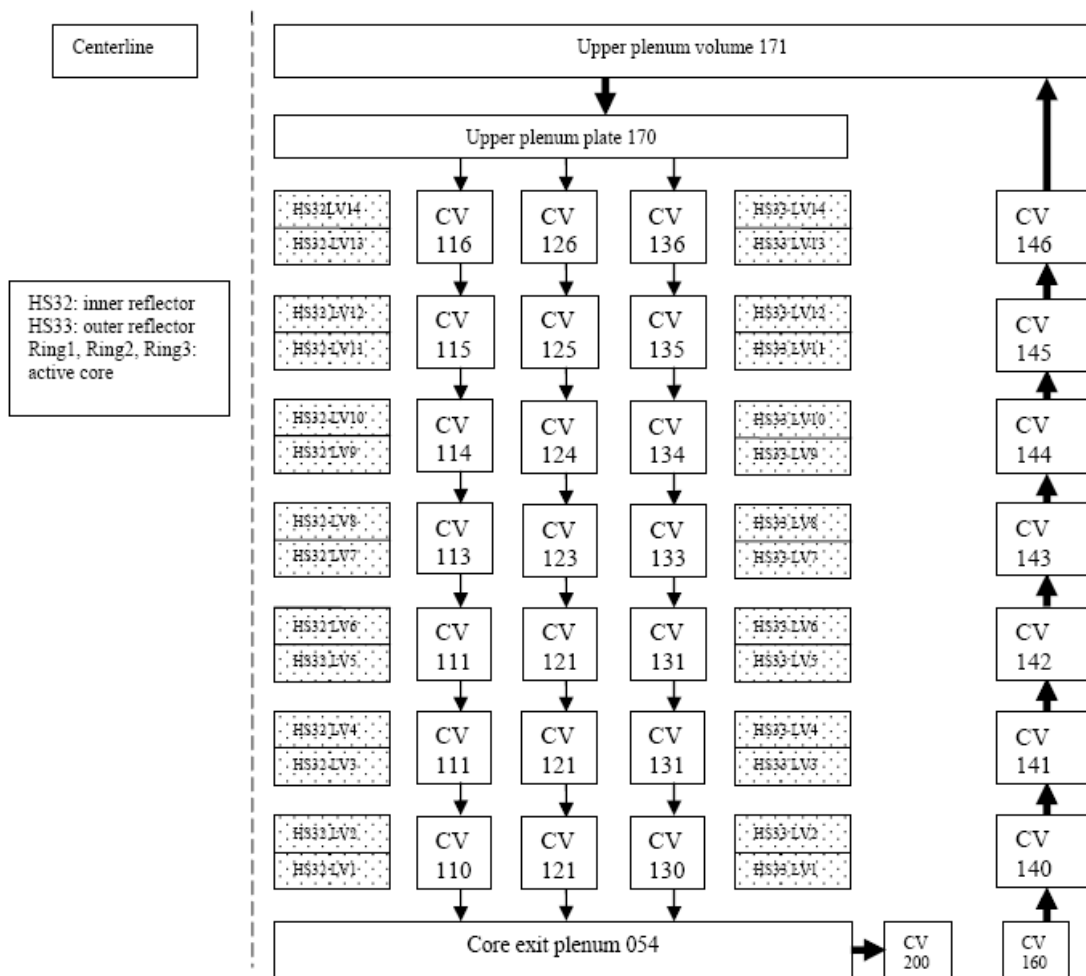 Centerline
Upper plenum volume 171
Upper plenum plate 170
HS32LV14
HS32-LV13
CV
116
CV
126
CV
136
HS33-LV14
HS33 LV13
CV
146
HS32: inner reflector
HS33: outer reflector
Ring1, Ring2, Ring3:
active core
HS32 LV12
HS32-LV11
CV
115
CV
125
CV
135
HS33-LV12
HS33-LV11
CV
145
HS32-LV10
HS32 LV9
CV
114
CV
124
CV
134
HS33 LV10
HS33-LV9
CV
144
HS32-LV8
HS32 LV7
CV
113
CV
123
CV
133
HS33 LV8
HS33-LV7
CV
143
HS32 LV6
HS32 LV5
CV
111
CV
121
CV
131
HS33 LV6
HS33-LV5
CV
142
HS32 LV4
HS32-LV3
CV
111
CV
121
CV
131
HS33-LV4
HS33 LV3
CV
141
HS32 LV2
HS32-LV1
CV
110
CV
121
CV
130
HS33-LV2
HS33 LV1
CV
140
Core exit plenum 054
CV
200
CV
160